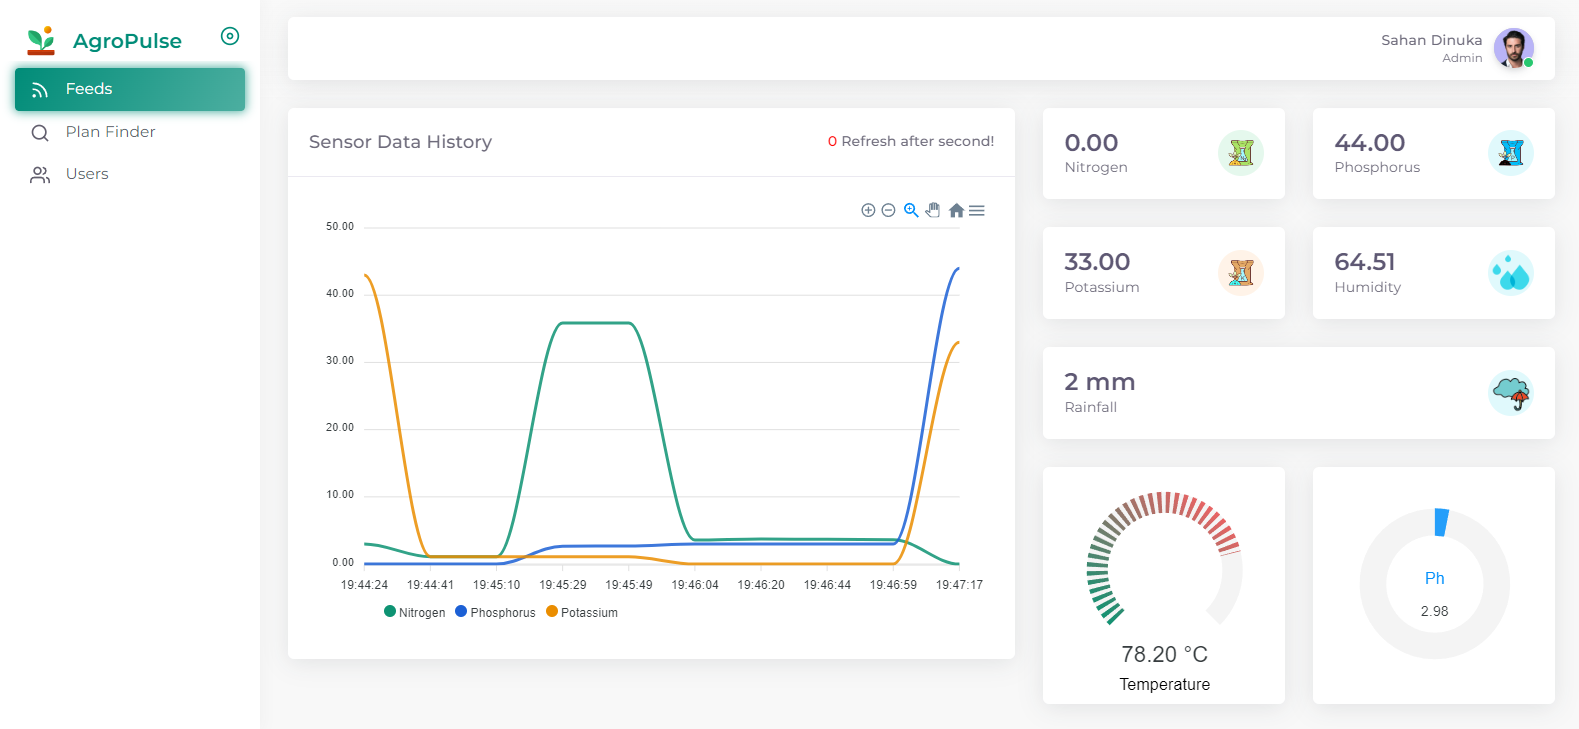 AgroPulse
Feeds
Plan Finder
Users
Sahan Dinuka
Admin
Sensor Data History
0 Refresh after second!
50.00
40.00
30.00
20.00
10.00
0.00
19:44:24 19:44:41 19:45:10 19:45:29 19:45:49 19:46:04 19:46:20 19:46:44 19:46:59 19:47:17
Nitrogen Phosphorus Potassium
0.00
Nitrogen
44.00
Phosphorus
33.00
Potassium
64.51
Humidity
2 mm
Rainfall
78.20 °C
Temperature
Ph
2.98